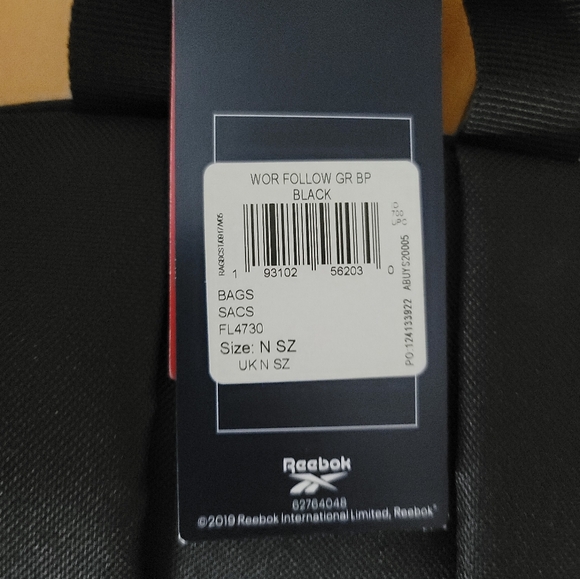 WOR FOLLOW GR BP
BLACK
1 93102 56203 0
BAGS
SACS
FL4730
Size: N SZ
UK N SZ
PO:124133922 ABUYS20005
Reebok
62764048
©2019 Reebok International Limited, Reebok